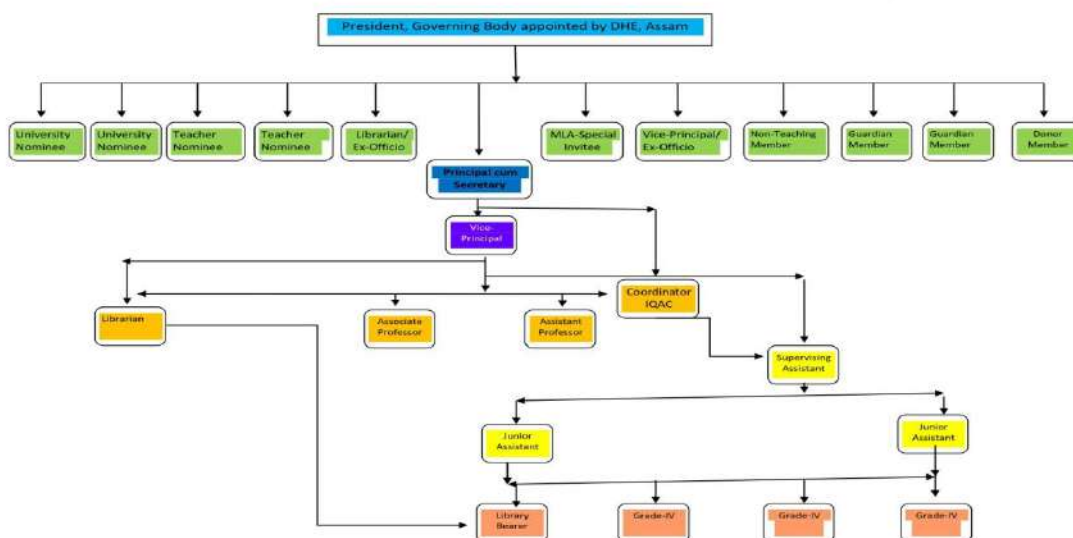 President, Governing Body appointed by DHE, Assam
University
Nominee
University
Nominee
Teacher
Nominee
Teacher
Nominee
Librarian/
Ex-Officio
MLA-Special
Invitee
Vice-Principal/
Ex-Officio
Non-Teaching
Member
Guardian
Member
Guardian
Member
Donor
Member
Principal cum
Secretary
Vice-
Principal
Coordinator
IQAC
Librarian
Associate
Professor
Assistant
Professor
Supervising
Assistant
Junior
Assistant
Junior
Assistant
Library
Bearer
Grade-IV
Grade-IV
Grade-IV